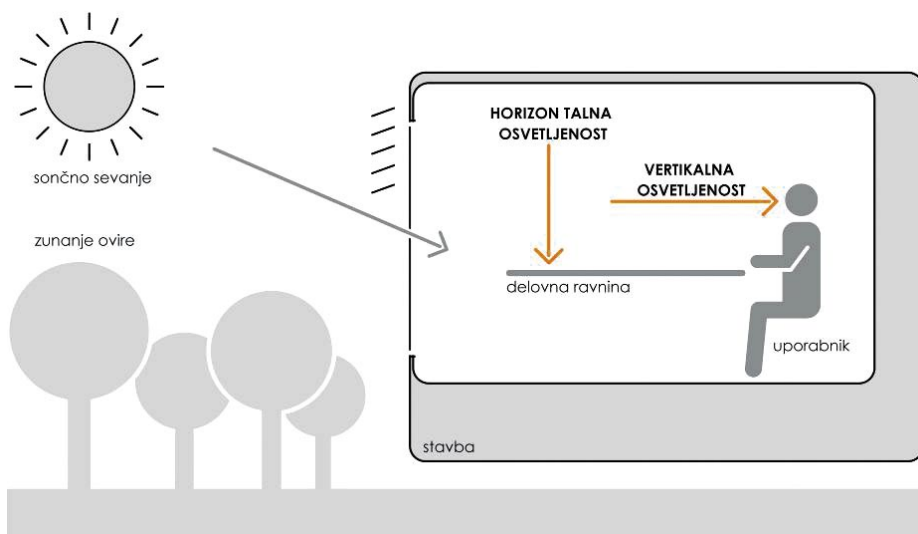 sončno sevanje
zunanje ovire
HORIZON TALNA
OSVETLJENOST
VERTIKALNA
OSVETLJENOST
delovna ravnina
uporabnik
stavba